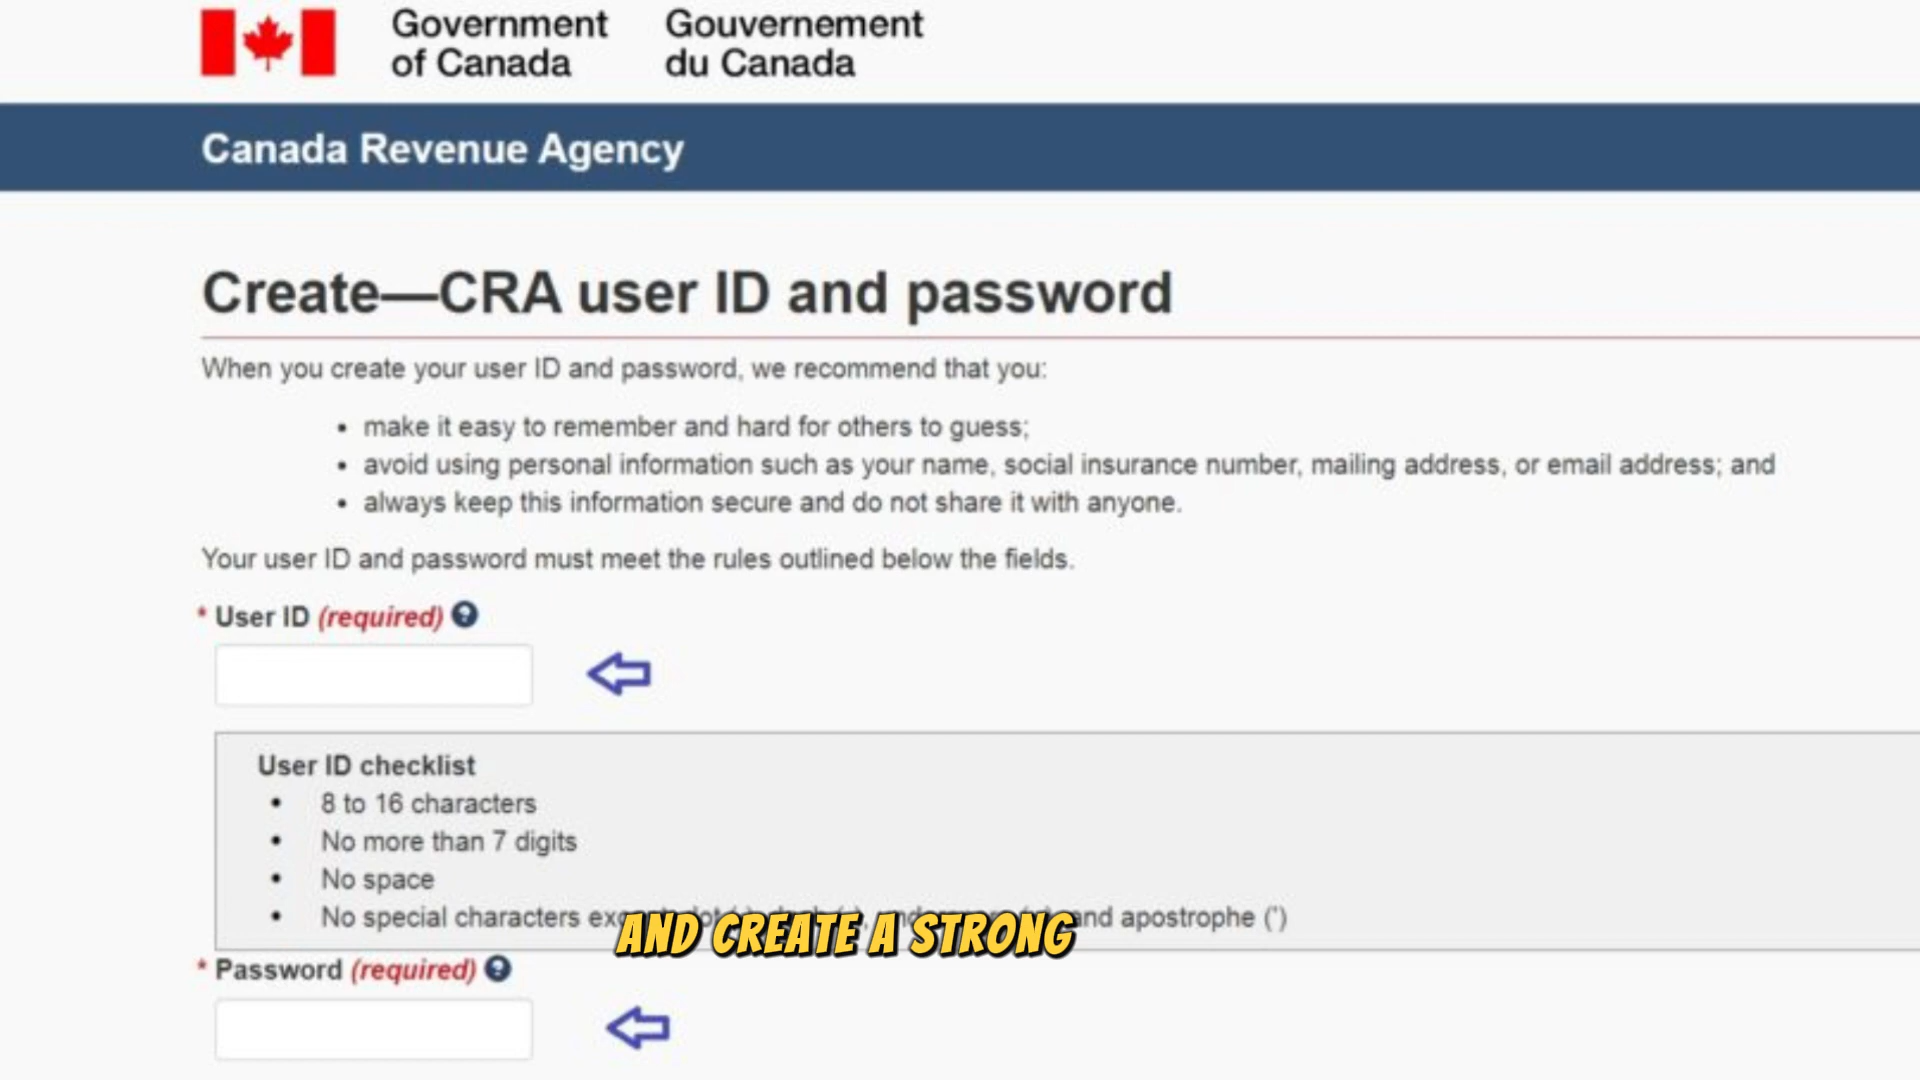 Government Gouvernement
of Canada du Canada
Canada Revenue Agency
Create—CRA user ID and password
When you create your user ID and password, we recommend that you:
• make it easy to remember and hard for others to guess;
• avoid using personal information such as your name, social insurance number, mailing address, or email address; and
• always keep this information secure and do not share it with anyone.
Your user ID and password must meet the rules outlined below the fields.
* User ID (required) ?
User ID checklist
• 8 to 16 characters
• No more than 7 digits
• No space
• No special characters and apostrophe (')
AND CREATE A STRONG
* Password (required) ?